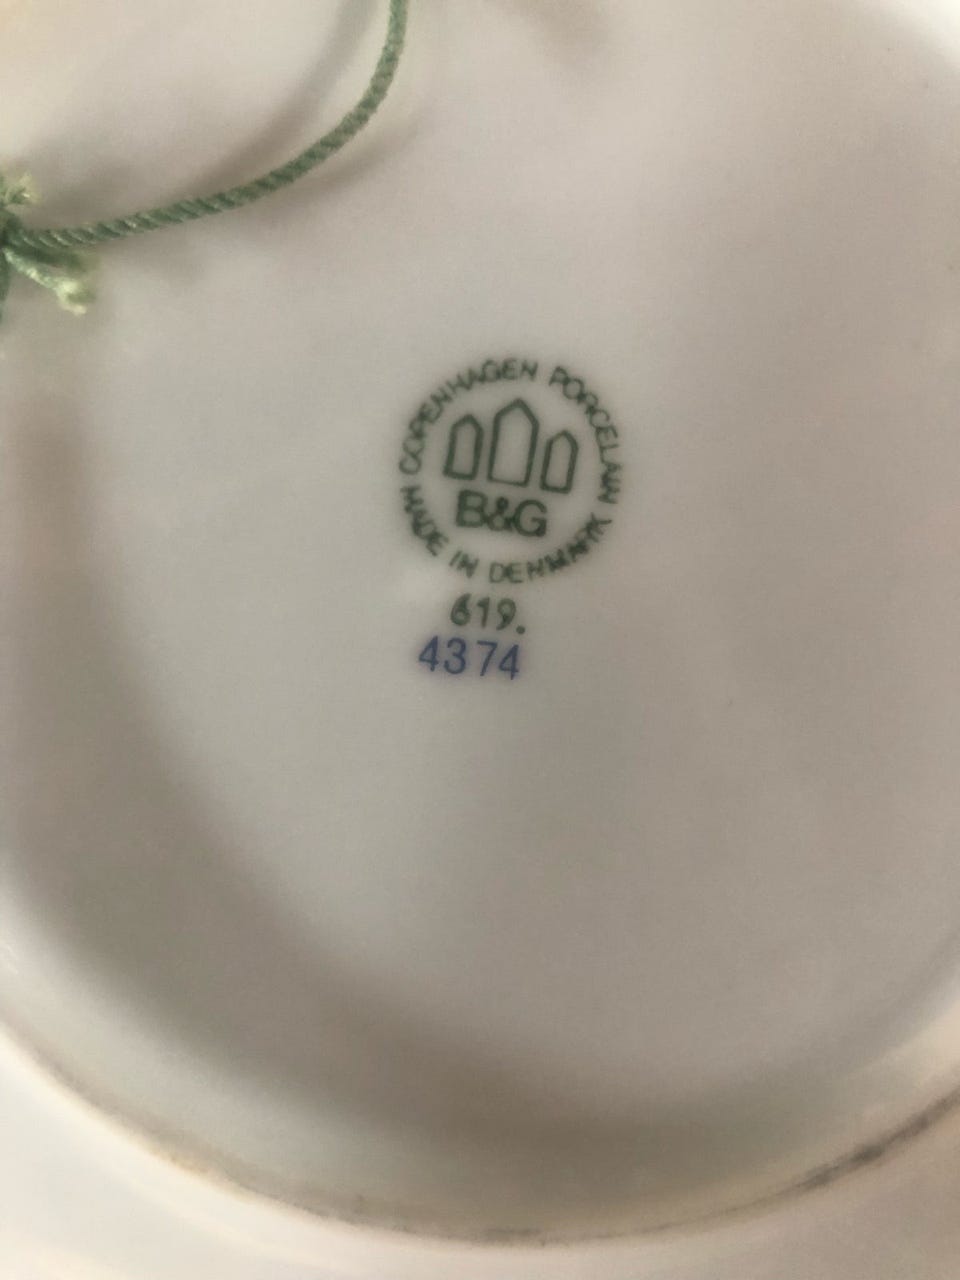 COPENHAGEN PORCELAIN
B&G
MADE IN DENMARK
619.
4374